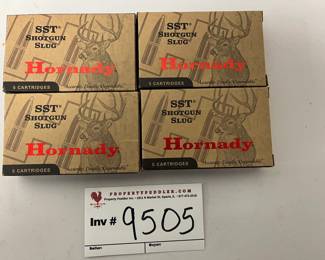 SST®
SHOTGUN
SLUG
Hornady
5 CARTRIDGES
SST®
SHOTGUN
SLUG
Hornady
5 CARTRIDGES
SST®
SHOTGUN
SLUG
Hornady
5 CARTRIDGES
SST®
SHOTGUN
SLUG
Hornady
5 CARTRIDGES
PROPERTYPEDDLER.COM
Inv # 9505
Seller:
Buyer: